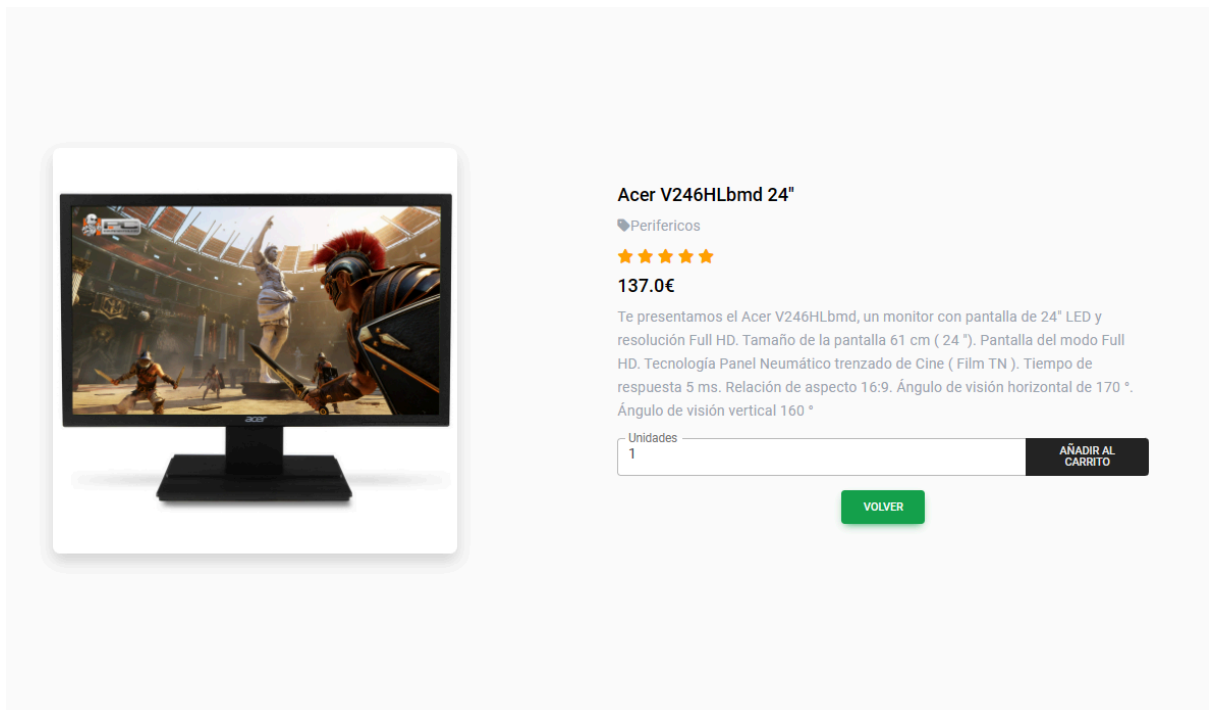 acer
Acer V246HLbmd 24"
Perifericos
137.0€
Te presentamos el Acer V246HLbmd, un monitor con pantalla de 24" LED y
resolución Full HD. Tamaño de la pantalla 61 cm ( 24 "). Pantalla del modo Full
HD. Tecnología Panel Neumático trenzado de Cine ( Film TN ). Tiempo de
respuesta 5 ms. Relación de aspecto 16:9. Ángulo de visión horizontal de 170 °.
Ángulo de visión vertical 160 °
Unidades
1
AÑADIR AL
CARRITO
VOLVER